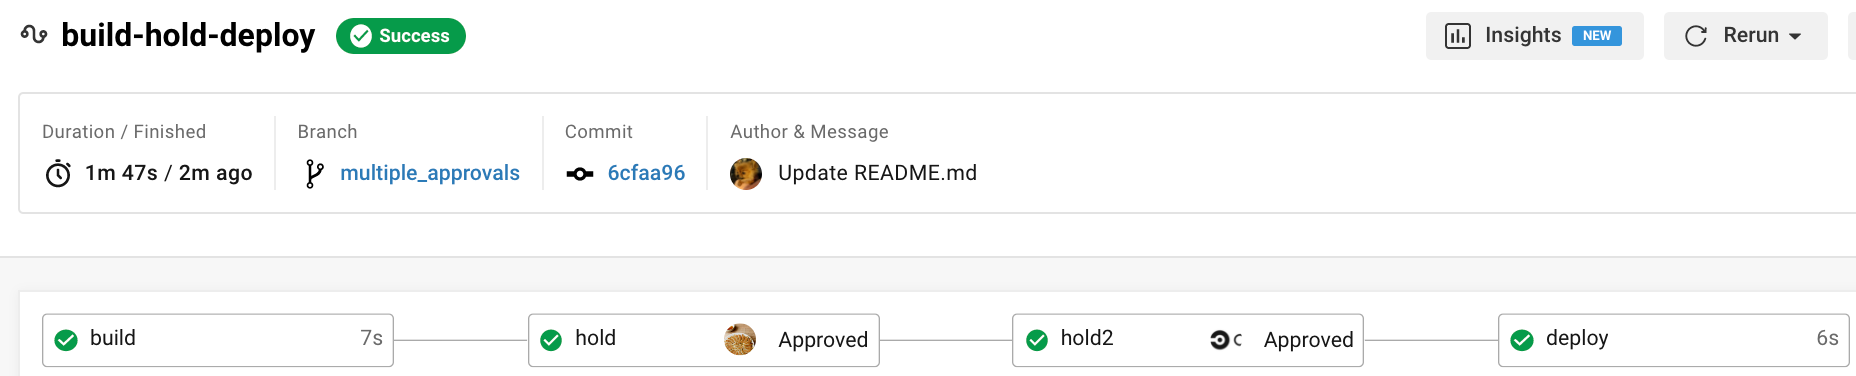 build-hold-deploy Success Insights NEW Rerun
Duration / Finished Branch Commit Author & Message
1m 47s / 2m ago multiple_approvals 6cfaa96 Update README.md
build 7s hold Approved hold2 Approved deploy 6s